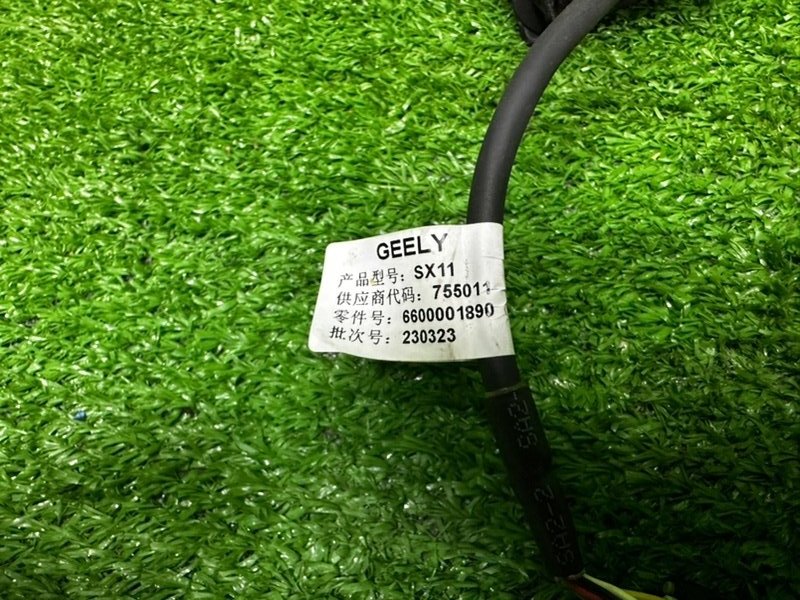 GEELY
产品型号: SX11
供应商代码: 755011
零件号: 6600001890
批次号: 230323